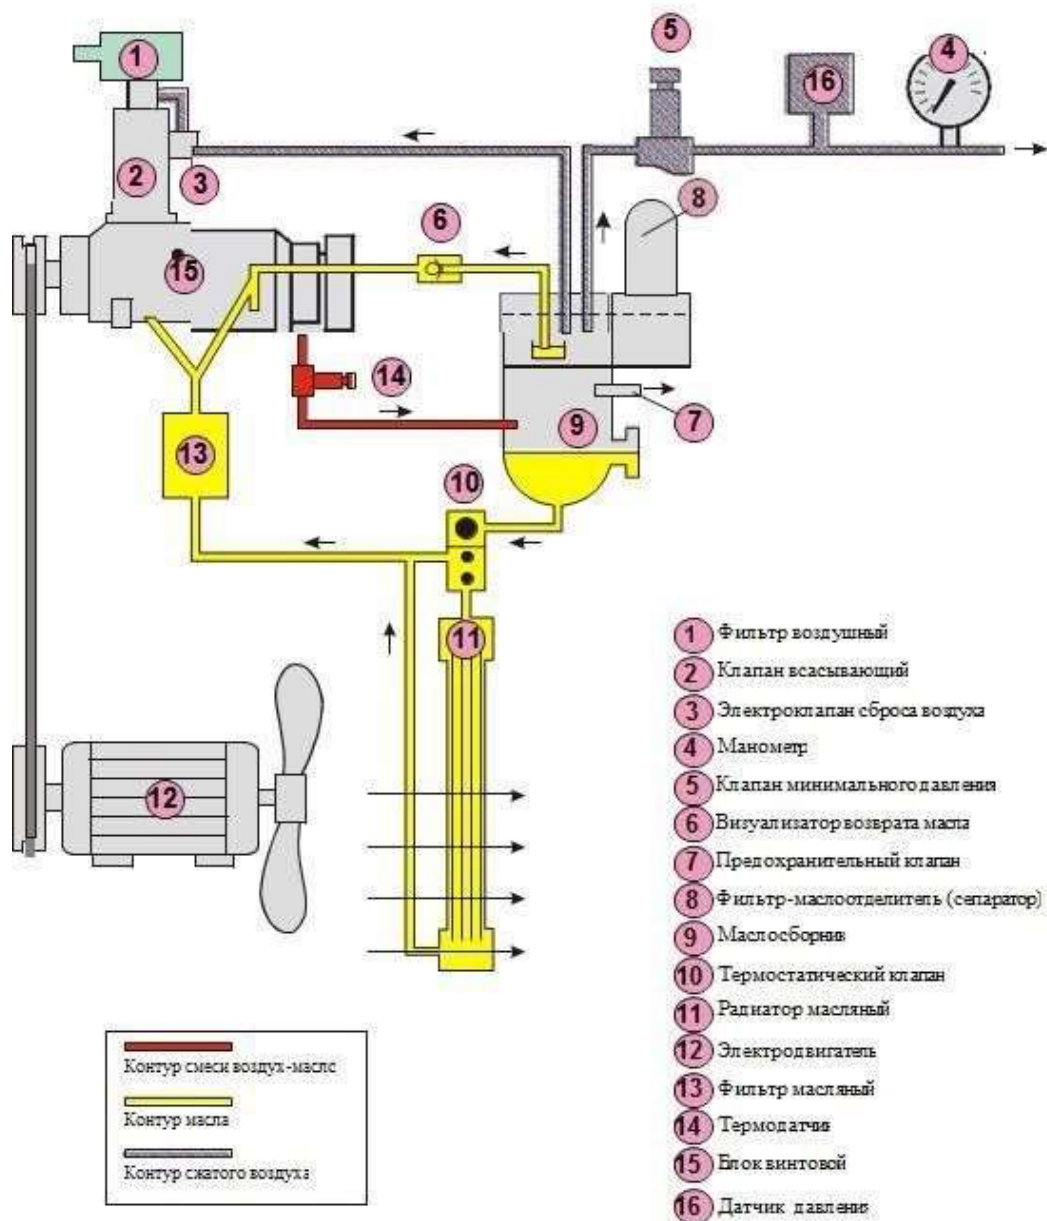 1
5
4
16
2
3
8
6
15
14
7
9
13
10
11
12
1 Фильтр воздушный
2 Клапан всасывающий
3 Электроклапан сброса воздуха
4 Манометр
5 Клапан минимального давления
6 Визуализатор возврата масла
7 Предохранительный клапан
8 Фильтр-маслоотделитель (сепаратор)
9 Маслосборник
10 Термостатический клапан
11 Радиатор масляный
12 Электродвигатель
13 Фильтр масляный
14 Термодатчик
15 Блок винтовой
16 Датчик давления
Контур смеси воздух-масло
Контур масла
Контур сжатого воздуха